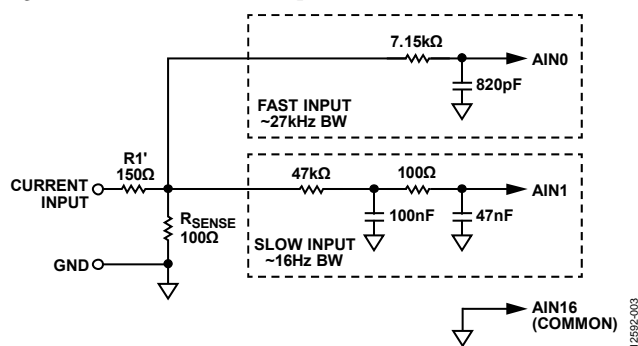 7.15kΩ
AIN0
820pF
FAST INPUT
~27kHz BW
R1'
150Ω
CURRENT
INPUT
47kΩ
100Ω
AIN1
100nF
47nF
RSENSE
100Ω
SLOW INPUT
~16Hz BW
GND
AIN16
(COMMON)
12592-003